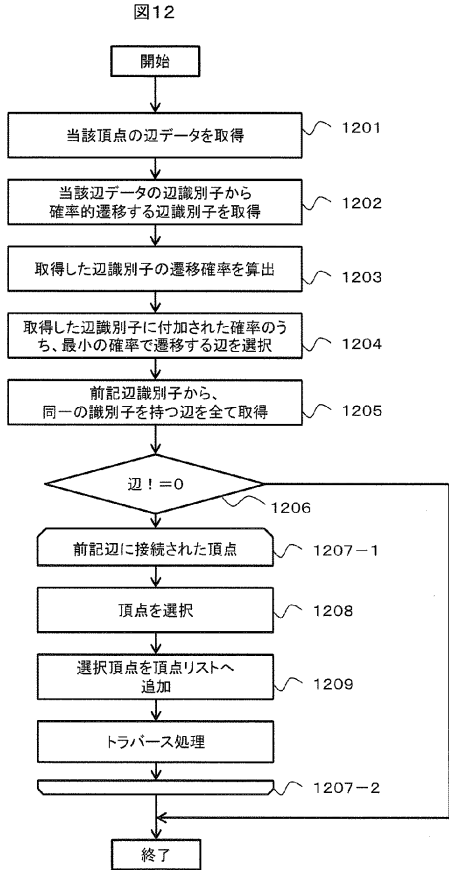 図12
開始
当該頂点の辺データを取得
1201
当該辺データの辺識別子から
確率的遷移する辺識別子を取得
1202
取得した辺識別子の遷移確率を算出
1203
取得した辺識別子に付加された確率のう
ち、最小の確率で遷移する辺を選択
1204
前記辺識別子から、
同一の識別子を持つ辺を全て取得
1205
辺！＝0
1206
前記辺に接続された頂点
1207－1
頂点を選択
1208
選択頂点を頂点リストへ
追加
1209
トラバース処理
1207－2
終了